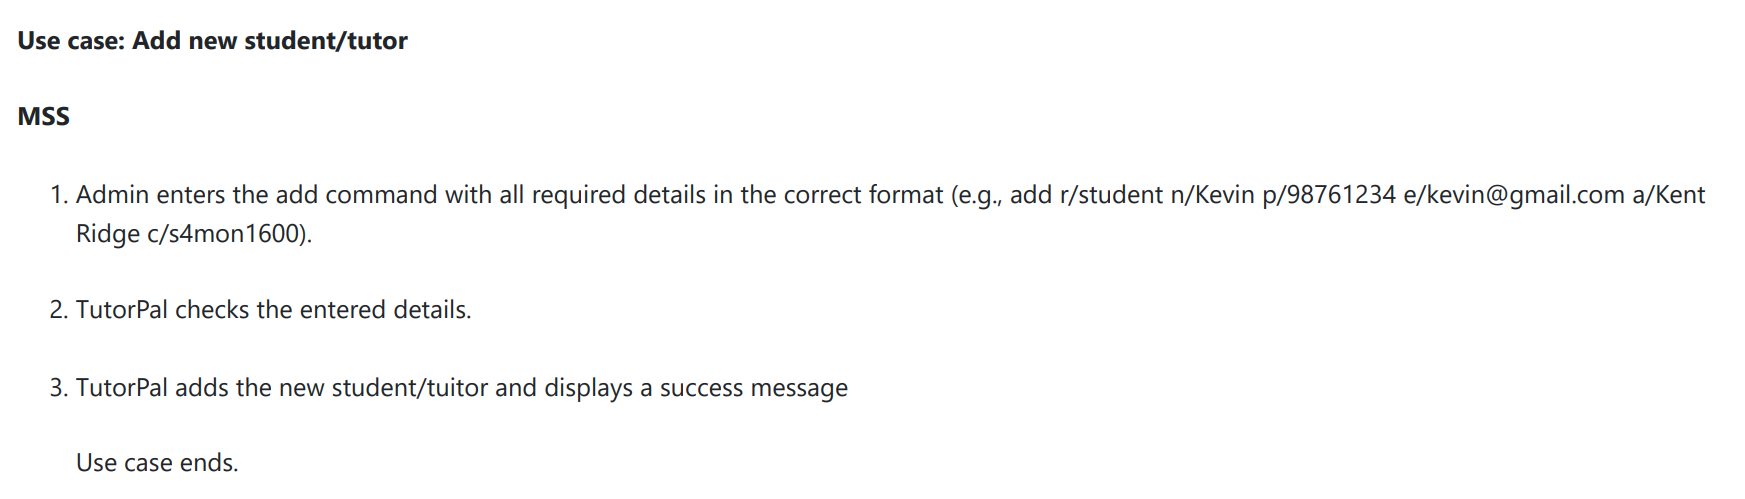 Use case: Add new student/tutor
MSS
1. Admin enters the add command with all required details in the correct format (e.g., add r/student n/Kevin p/98761234 e/kevin@gmail.com a/Kent
Ridge c/s4mon1600).
2. TutorPal checks the entered details.
3. TutorPal adds the new student/tuitor and displays a success message
Use case ends.